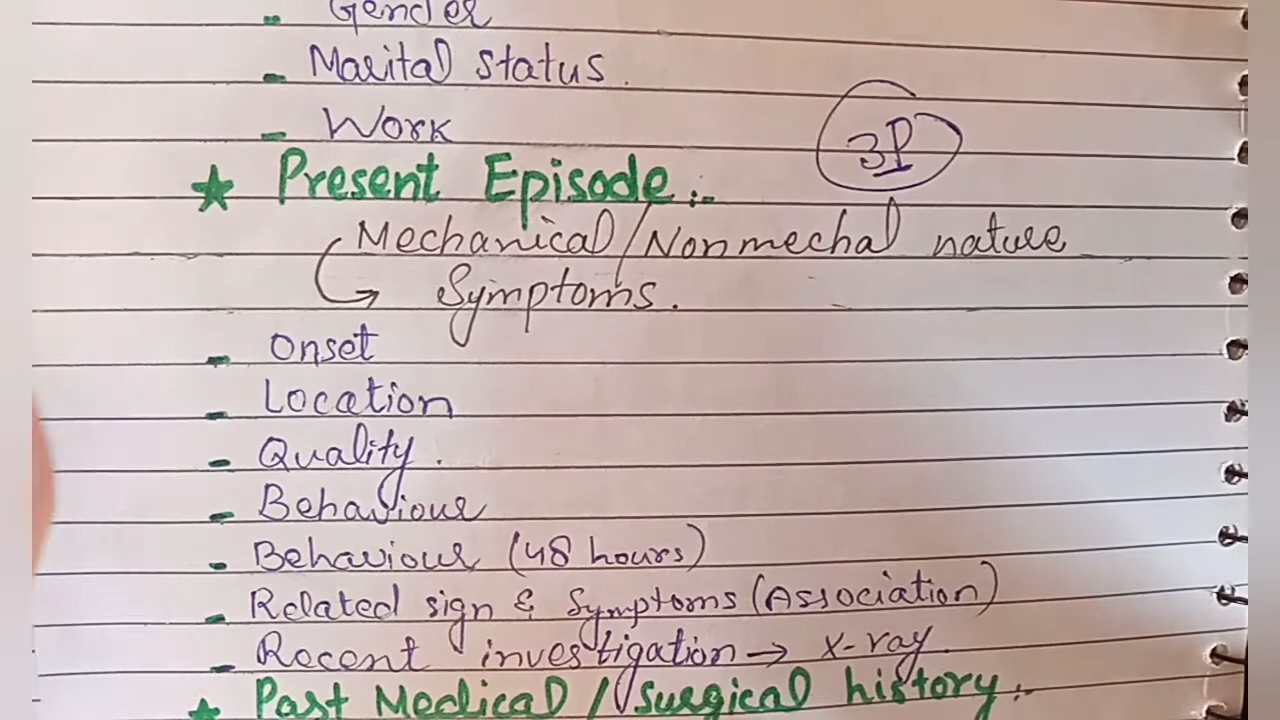 - Gender
- Marital status.
- Work
3P
★ Present Episode:-
Mechanical/Nonmechal nature
→ Symptoms.
- Onset
- Location
- Quality.
- Behaviour
- Behaviour (48 hours)
- Related sign & Symptoms (Association)
- Recent investigation → X-ray.
★ Past Medical / Surgical history:-